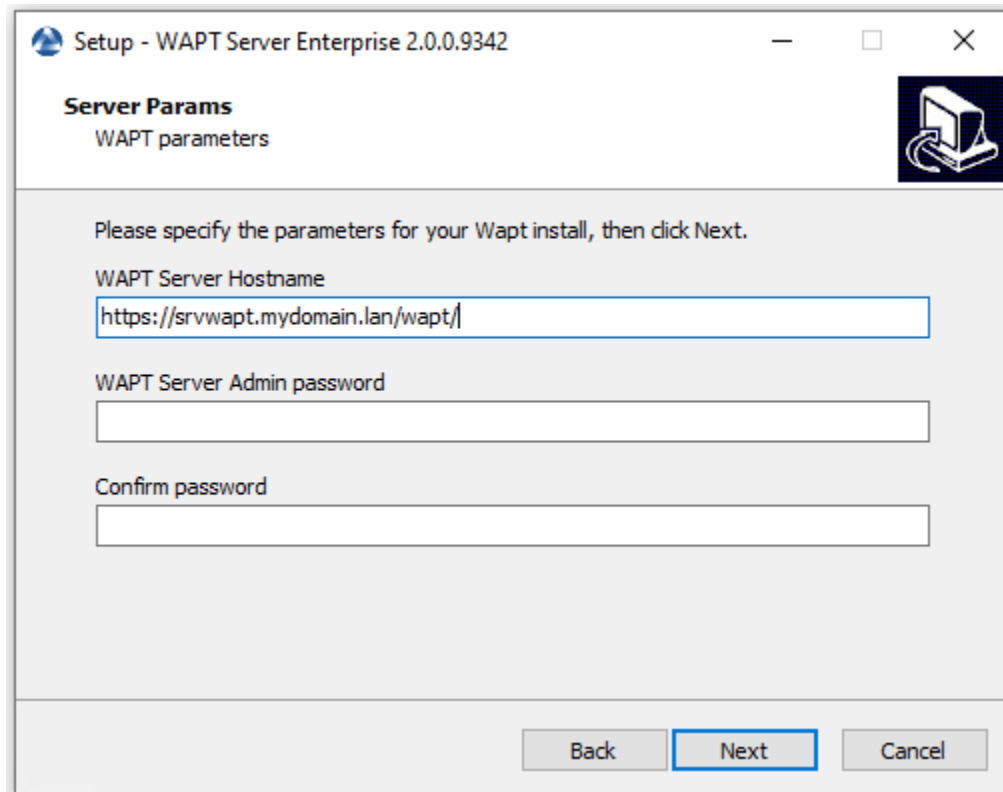 Setup - WAPT Server Enterprise 2.0.0.9342
Server Params
WAPT parameters
Please specify the parameters for your Wapt install, then click Next.
WAPT Server Hostname
https://srvwapt.mydomain.lan/wapt/
WAPT Server Admin password
Confirm password
Back Next Cancel